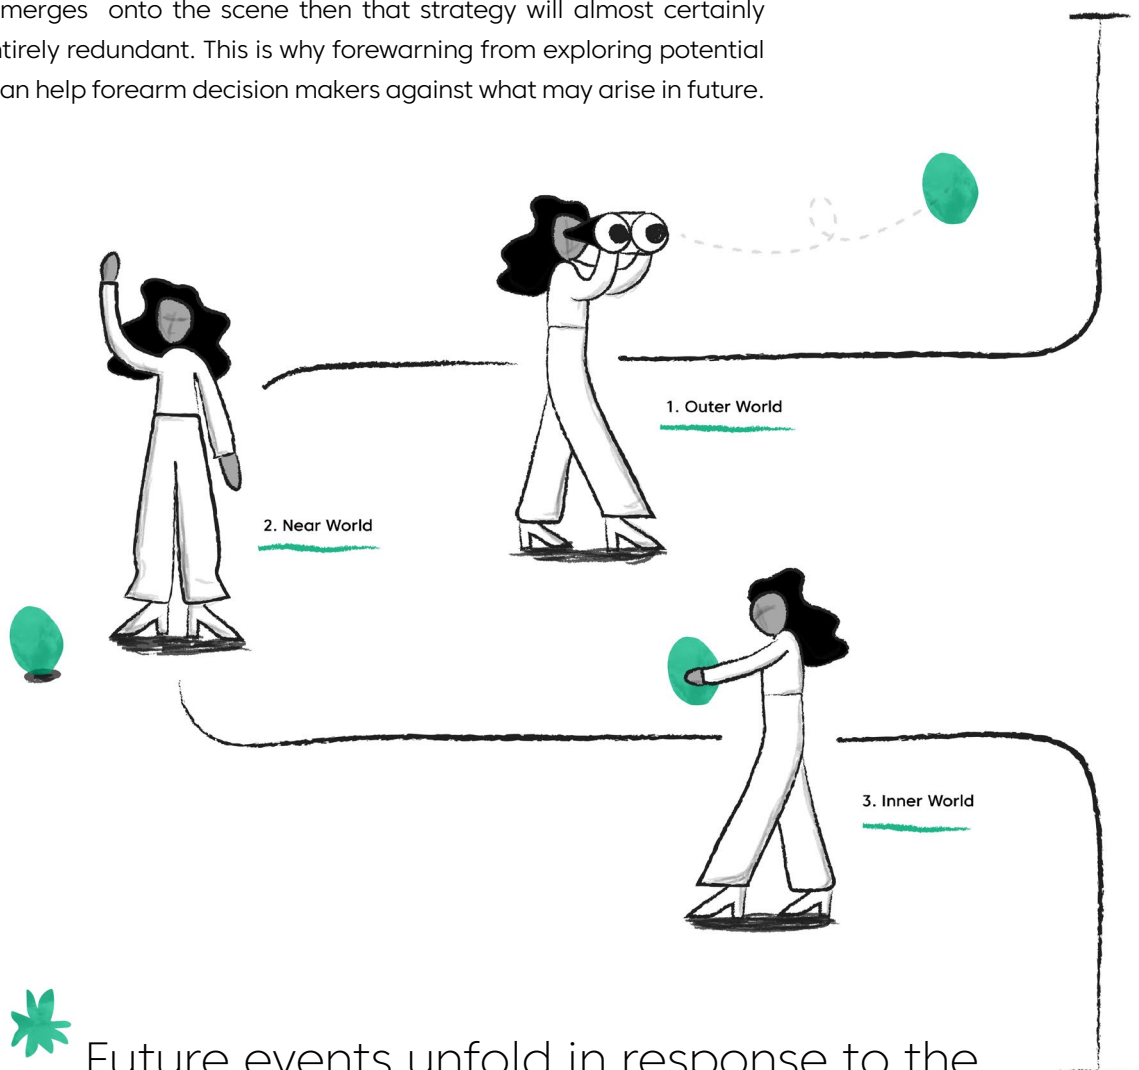 merges onto the scene then that strategy will almost certainly
tirely redundant. This is why forewarning from exploring potential
an help forearm decision makers against what may arise in future.
1. Outer World
2. Near World
3. Inner World
Future events unfold in response to the